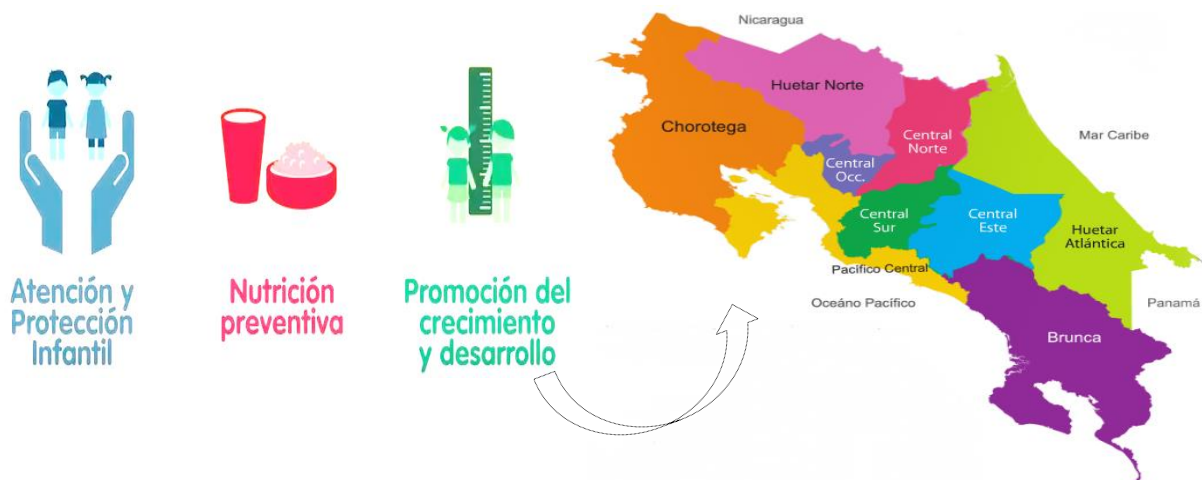 Atención y
Protección
Infantil
Nutrición
preventiva
Promoción del
crecimiento
y desarrollo
Nicaragua
Huetar Norte
Chorotega
Central
Norte
Mar Caribe
Central
Occ.
Central
Sur
Central
Este
Huetar
Atlántica
Pacífico Central
Oceáno Pacífico
Panamá
Brunca